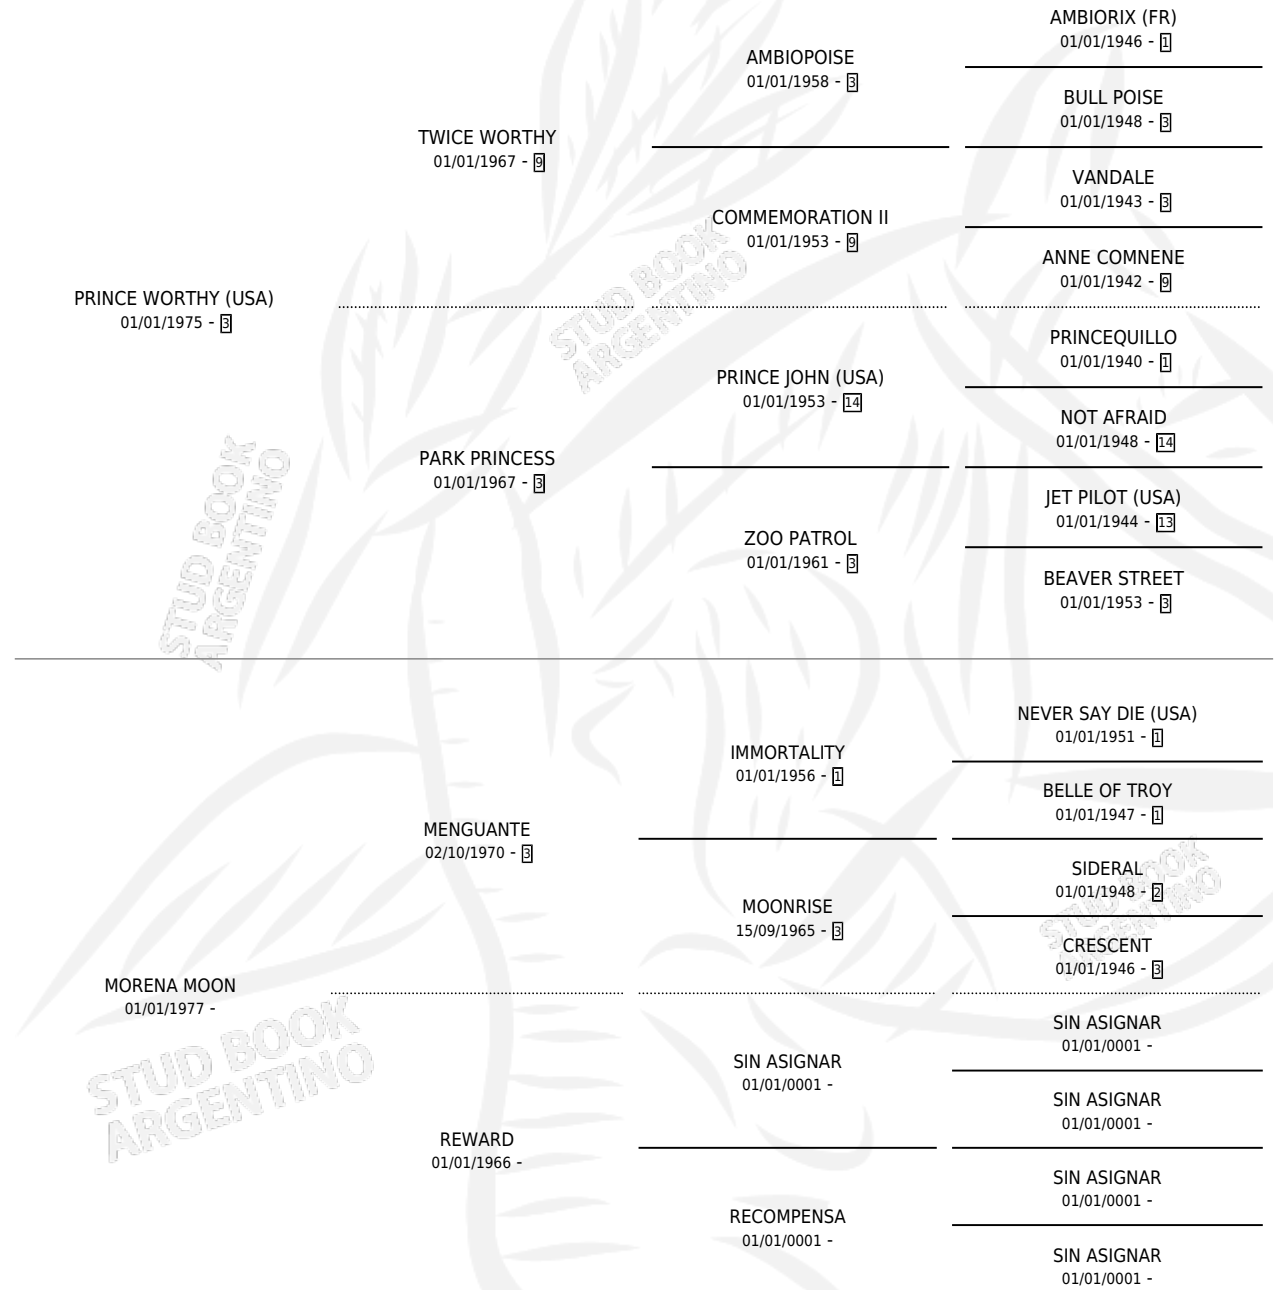 AMBIORIX (FR)
01/01/1946 - 1
AMBIOPOISE
01/01/1958 - 3
BULL POISE
01/01/1948 - 3
TWICE WORTHY
01/01/1967 - 9
VANDALE
01/01/1943 - 3
COMMEMORATION II
01/01/1953 - 9
ANNE COMNENE
01/01/1942 - 9
PRINCE WORTHY (USA)
01/01/1975 - 3
PRINCEQUILLO
01/01/1940 - 1
PRINCE JOHN (USA)
01/01/1953 - 14
NOT AFRAID
01/01/1948 - 14
PARK PRINCESS
01/01/1967 - 3
JET PILOT (USA)
01/01/1944 - 13
ZOO PATROL
01/01/1961 - 3
BEAVER STREET
01/01/1953 - 3
NEVER SAY DIE (USA)
01/01/1951 - 1
IMMORTALITY
01/01/1956 - 1
BELLE OF TROY
01/01/1947 - 1
MENGUANTE
02/10/1970 - 3
SIDERAL
01/01/1948 - 2
MOONRISE
15/09/1965 - 3
CRESCENT
01/01/1946 - 3
MORENA MOON
01/01/1977 -
SIN ASIGNAR
01/01/0001 -
SIN ASIGNAR
01/01/0001 -
SIN ASIGNAR
01/01/0001 -
REWARD
01/01/1966 -
SIN ASIGNAR
01/01/0001 -
RECOMPENSA
01/01/0001 -
SIN ASIGNAR
01/01/0001 -
STUD BOOK
ARGENTINO
STUD BOOK
ARGENTINO
STUD BOOK
ARGENTINO
STUD BOOK
ARGENTINO